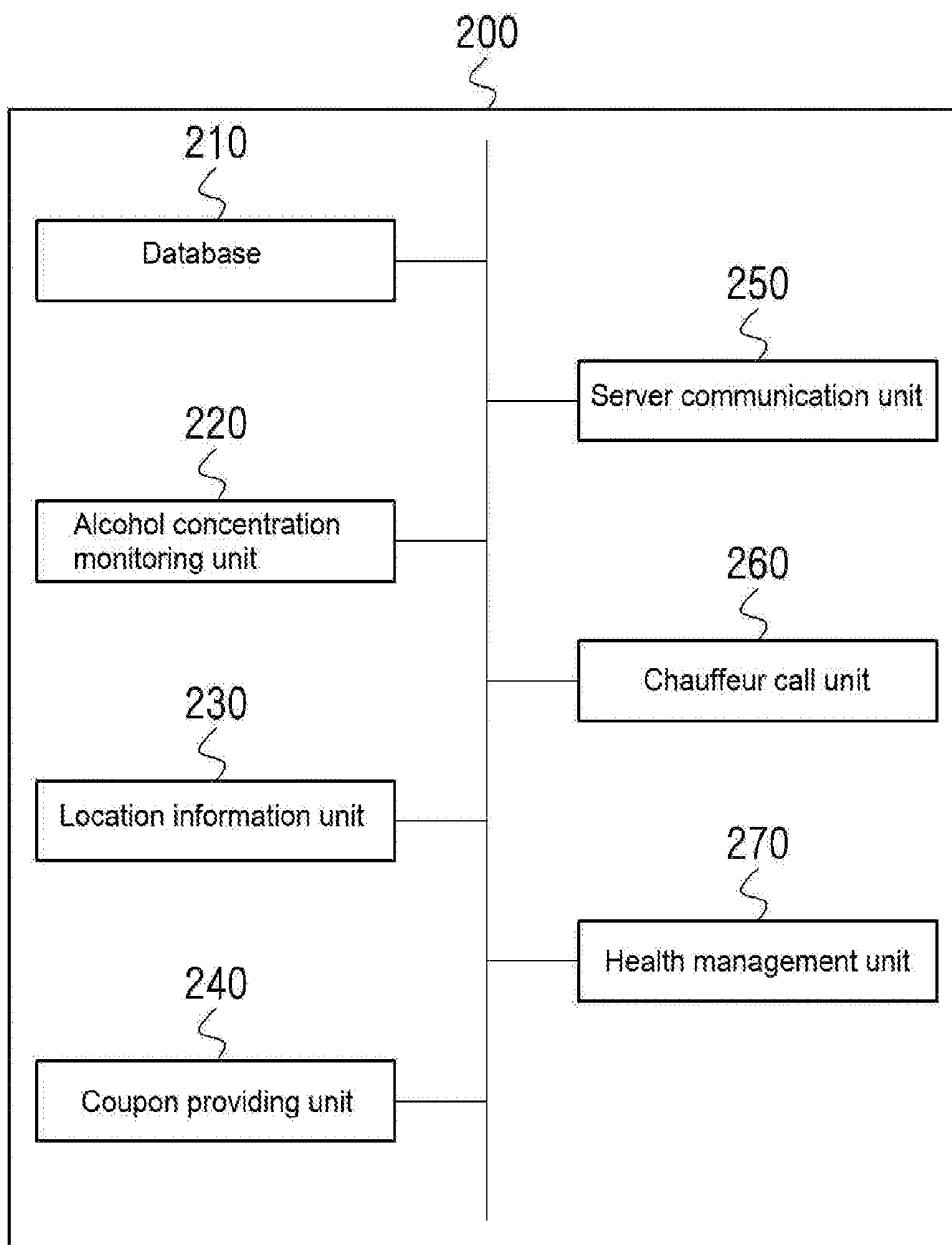 200
210
Database
220
Alcohol concentration
monitoring unit
230
Location information unit
240
Coupon providing unit
250
Server communication unit
260
Chauffeur call unit
270
Health management unit